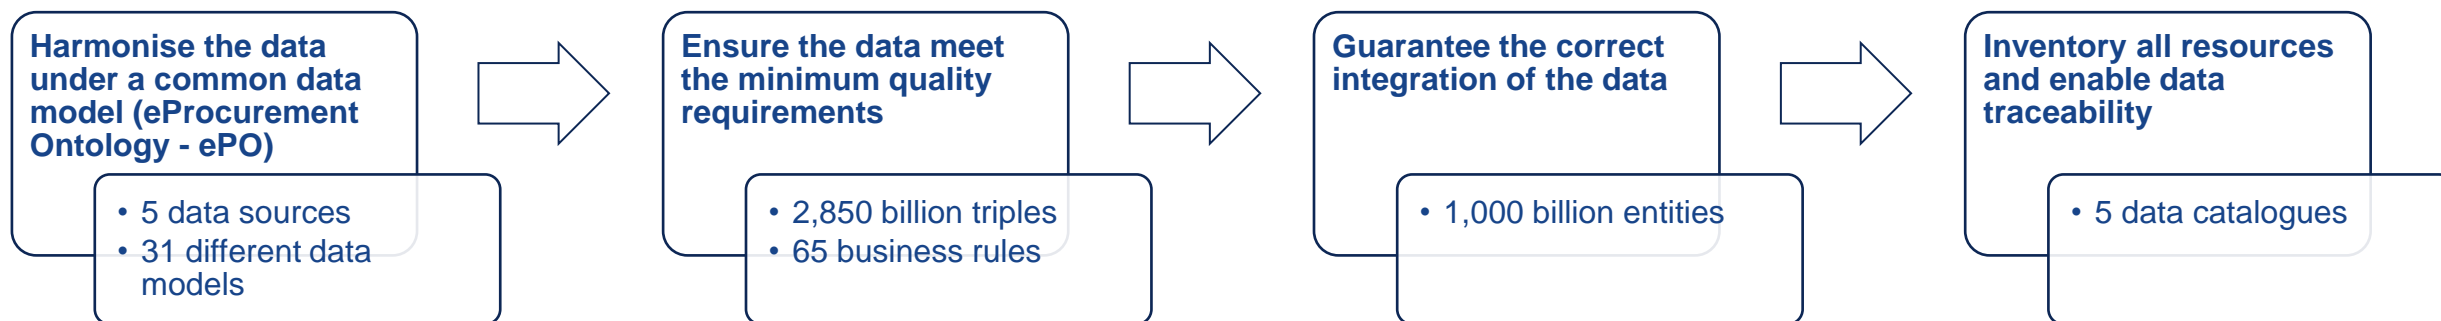 Harmonise the data
under a common data
model (eProcurement
Ontology - ePO)
• 5 data sources
• 31 different data
models
Ensure the data meet
the minimum quality
requirements
• 2,850 billion triples
• 65 business rules
Guarantee the correct
integration of the data
• 1,000 billion entities
Inventory all resources
and enable data
traceability
• 5 data catalogues